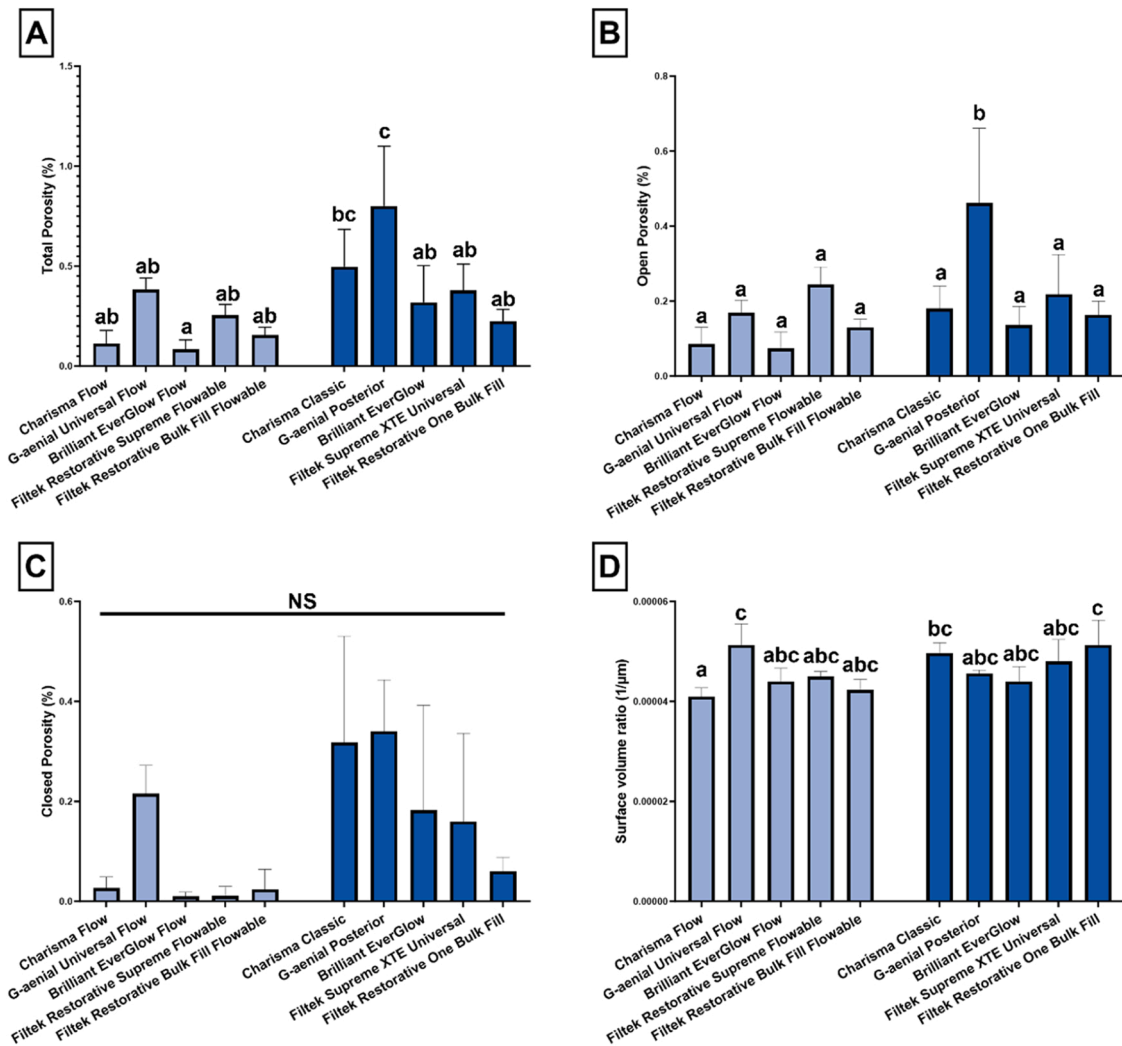 A
Total Porosity (%)
1.5
1.0
0.5
0.0
ab
ab
a
ab
ab
bc
c
ab
ab
ab
Charisma Flow
G-aenial Universal Flow
Brilliant EverGlow Flow
Filtek Restorative Supreme Flowable
Filtek Restorative Bulk Fill Flowable
Charisma Classic
G-aenial Posterior
Brilliant EverGlow
Filtek Supreme XTE Universal
Filtek Restorative One Bulk Fill
B
Open Porosity (%)
0.8
0.6
0.4
0.2
0.0
a
a
a
a
a
a
b
a
a
a
Charisma Flow
G-aenial Universal Flow
Brilliant EverGlow Flow
Filtek Restorative Supreme Flowable
Filtek Restorative Bulk Fill Flowable
Charisma Classic
G-aenial Posterior
Brilliant EverGlow
Filtek Supreme XTE Universal
Filtek Restorative One Bulk Fill
C
Closed Porosity (%)
0.6
0.4
0.2
0.0
NS
Charisma Flow
G-aenial Universal Flow
Brilliant EverGlow Flow
Filtek Restorative Supreme Flowable
Filtek Restorative Bulk Fill Flowable
Charisma Classic
G-aenial Posterior
Brilliant EverGlow
Filtek Supreme XTE Universal
Filtek Restorative One Bulk Fill
D
Surface volume ratio (1/µm)
0.00006
0.00004
0.00002
0.00000
a
c
abc
abc
abc
bc
abc
abc
abc
c
Charisma Flow
G-aenial Universal Flow
Brilliant EverGlow Flow
Filtek Restorative Supreme Flowable
Filtek Restorative Bulk Fill Flowable
Charisma Classic
G-aenial Posterior
Brilliant EverGlow
Filtek Supreme XTE Universal
Filtek Restorative One Bulk Fill